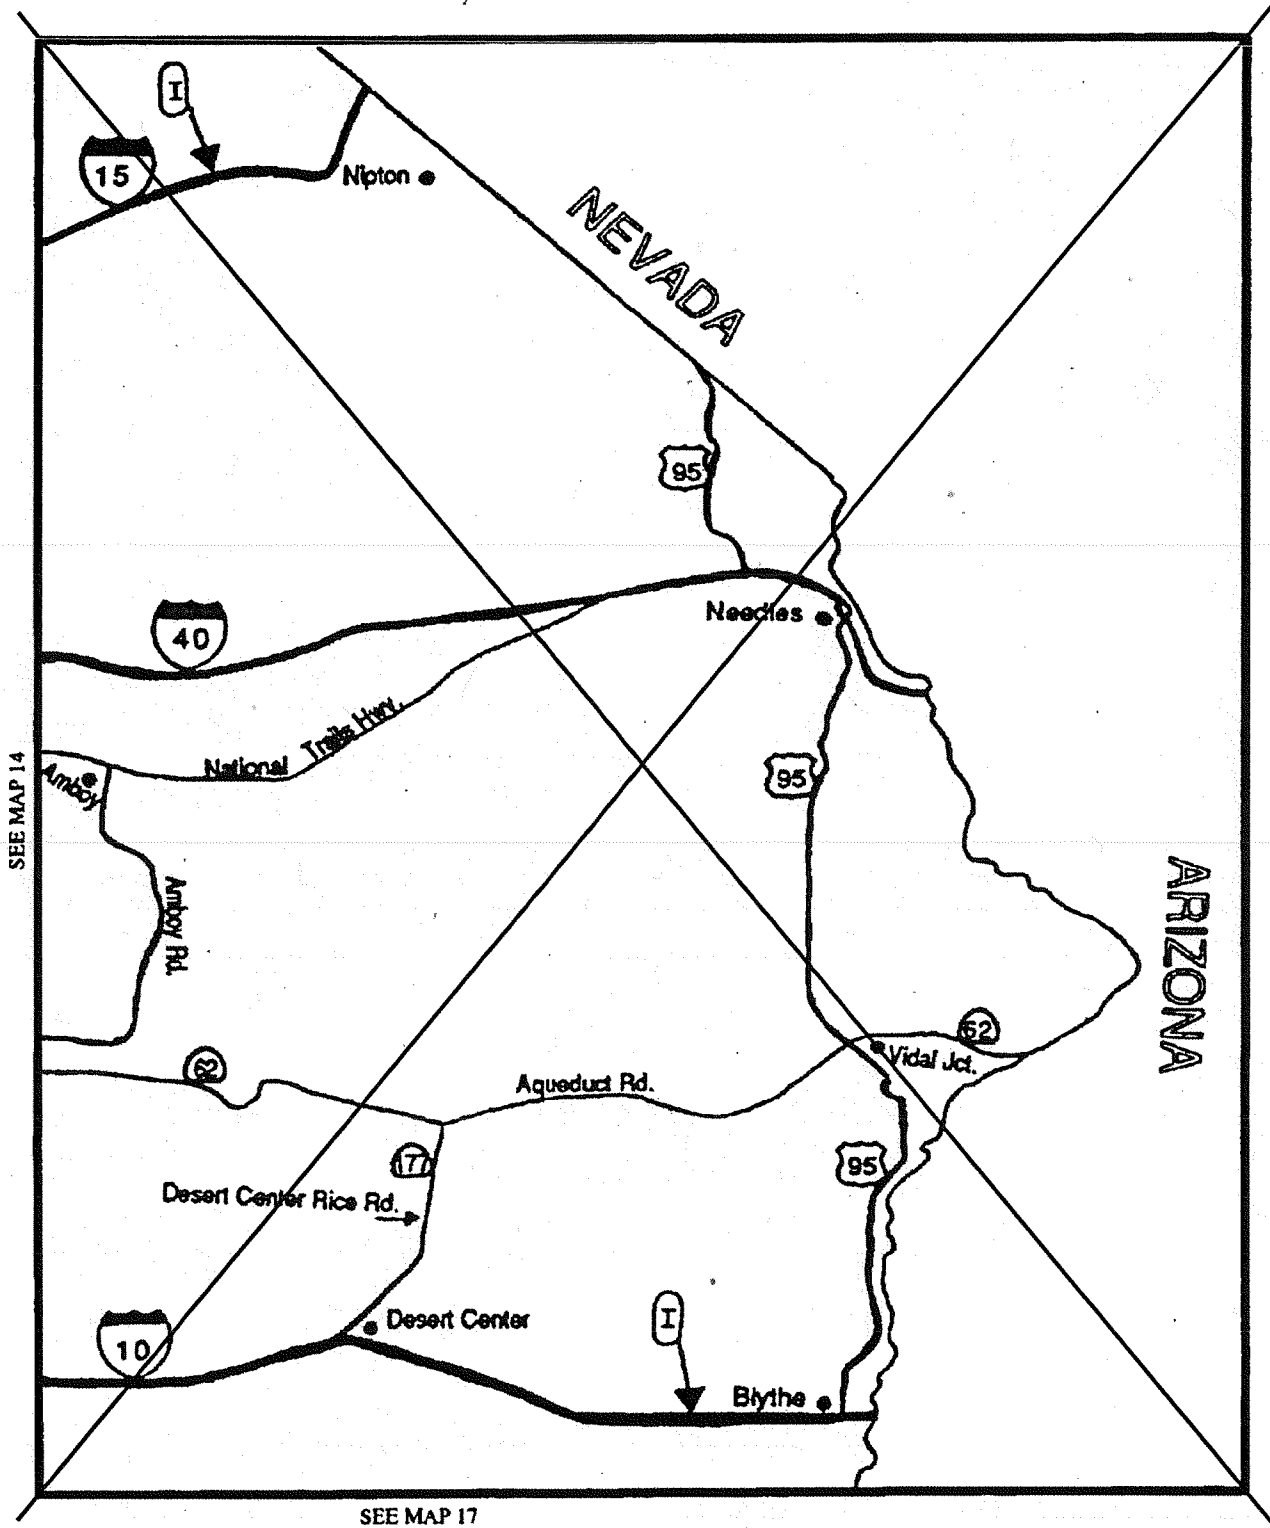 I
15
Nipton
NEVADA
95
Needles
40
National Trails Hwy.
95
Amboy
SEE MAP 14
Amboy Rd.
ARIZONA
62
Vidal Jct.
62
Aqueduct Rd.
177
95
Desert Center Rice Rd.
I
Desert Center
10
Blythe
SEE MAP 17